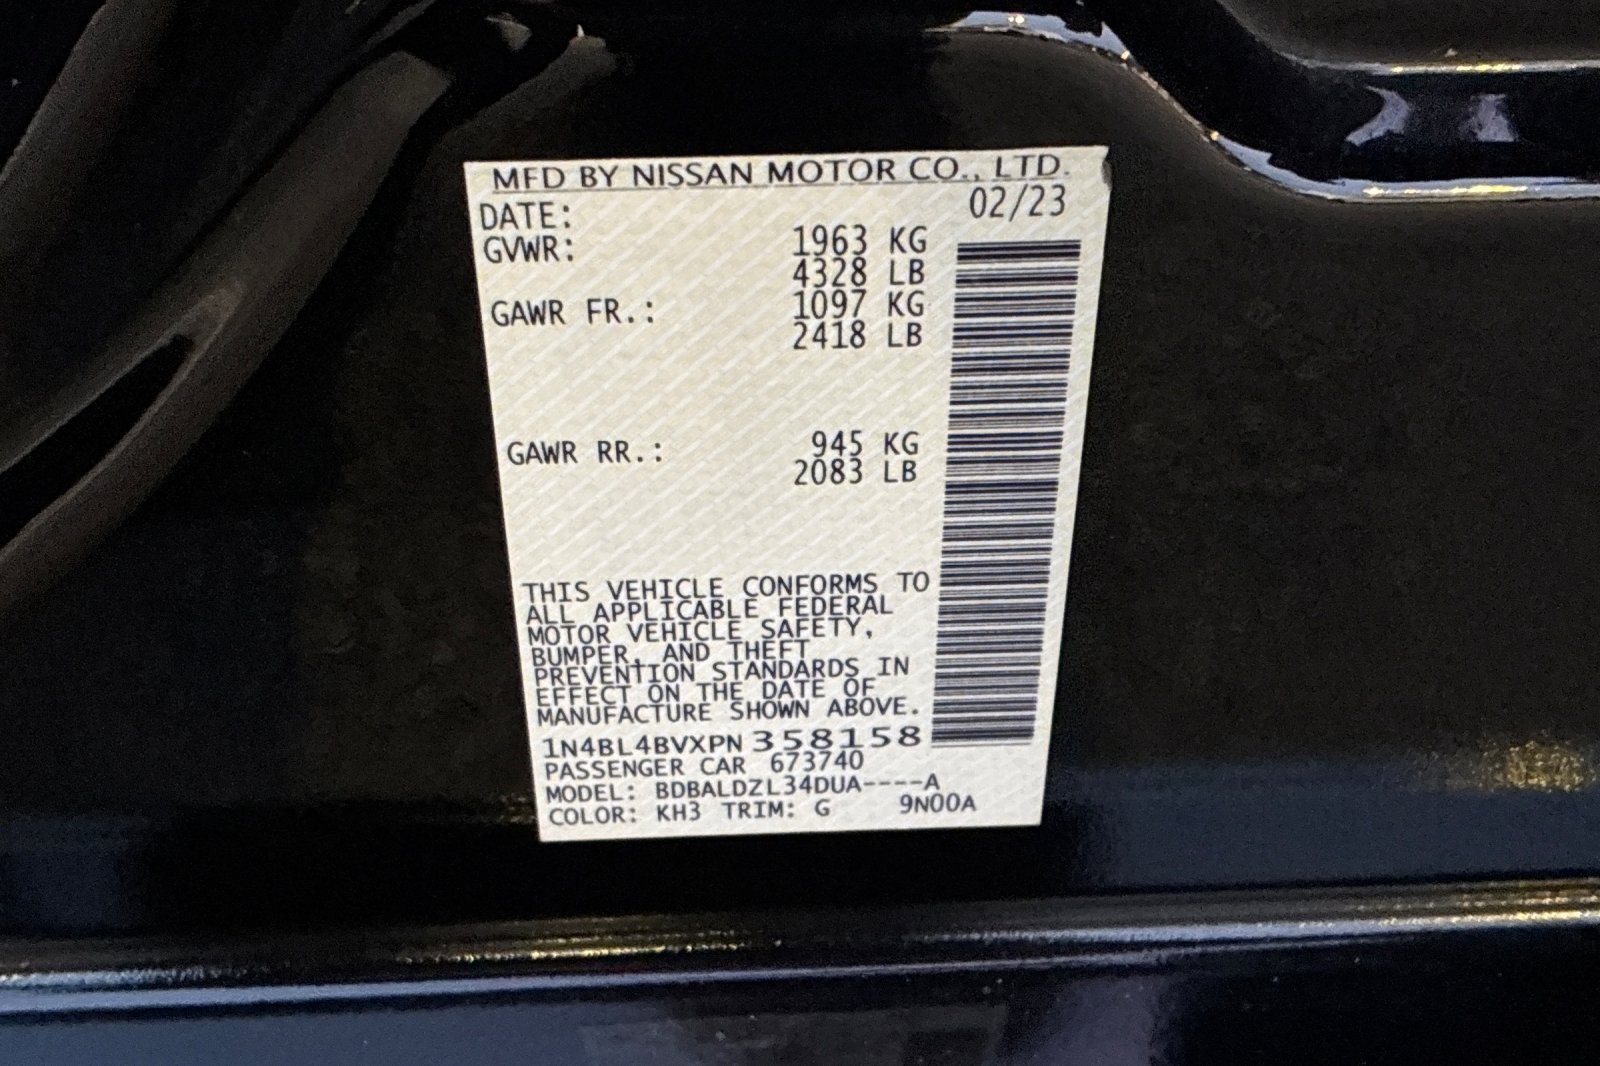 MFD BY NISSAN MOTOR CO., LTD.
DATE: 02/23
GVWR: 1963 KG
4328 LB
GAWR FR.: 1097 KG
2418 LB
GAWR RR.: 945 KG
2083 LB
THIS VEHICLE CONFORMS TO
ALL APPLICABLE FEDERAL
MOTOR VEHICLE SAFETY,
BUMPER, AND THEFT
PREVENTION STANDARDS IN
EFFECT ON THE DATE OF
MANUFACTURE SHOWN ABOVE.
1N4BL4BVXPN358158
PASSENGER CAR 673740
MODEL: BDBALDZL34DUA----A
COLOR: KH3 TRIM: G 9N00A